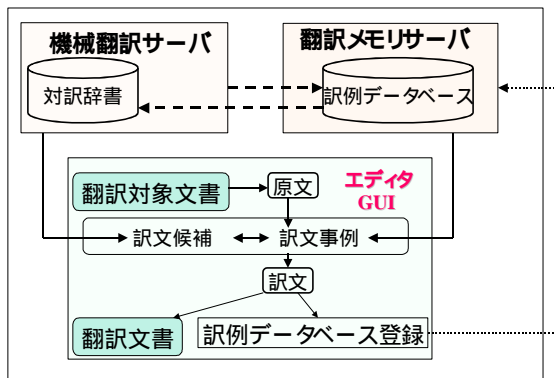 機械翻訳サーバ
翻訳メモリサーバ
対訳辞書
訳例データベース
翻訳対象文書
原文
エディタ
GUI
訳文候補
訳文事例
訳文
翻訳文書
訳例データベース登録